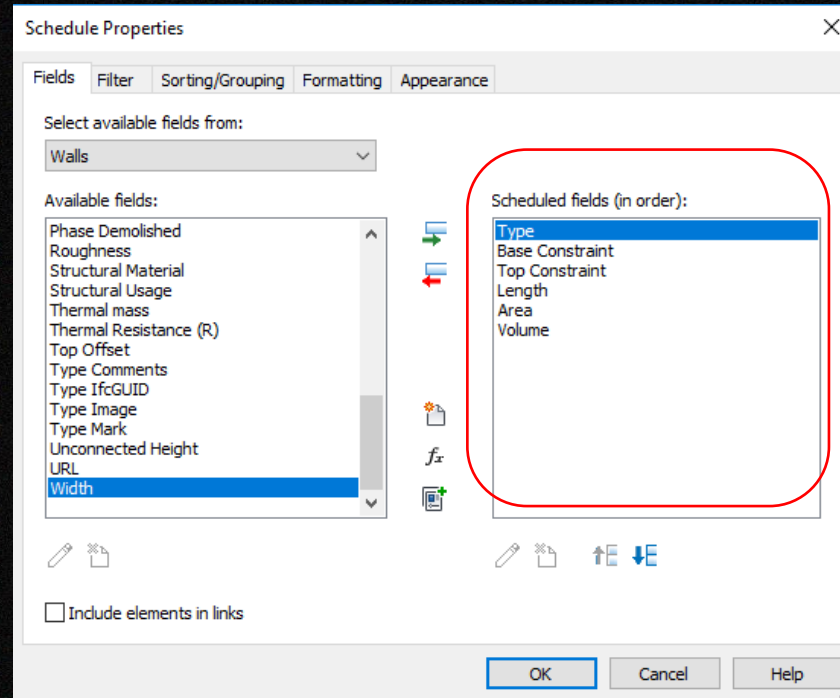 Schedule Properties
Fields Filter Sorting/Grouping Formatting Appearance
Select available fields from:
Walls
Available fields:
Phase Demolished
Roughness
Structural Material
Structural Usage
Thermal mass
Thermal Resistance (R)
Top Offset
Type Comments
Type IfcGUID
Type Image
Type Mark
Unconnected Height
URL
Width
fx
Scheduled fields (in order):
Type
Base Constraint
Top Constraint
Length
Area
Volume
Include elements in links
OK Cancel Help